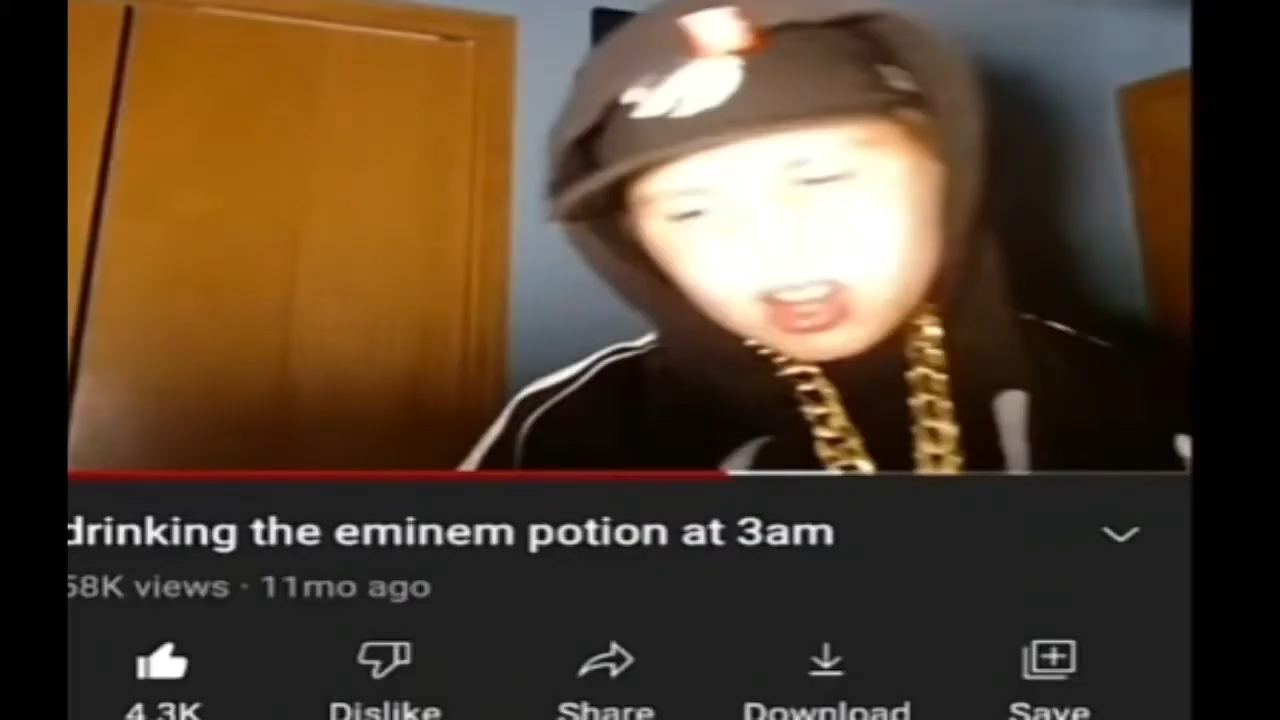 drinking the eminem potion at 3am
58K views · 11mo ago
4.3K Dislike Share Download Save